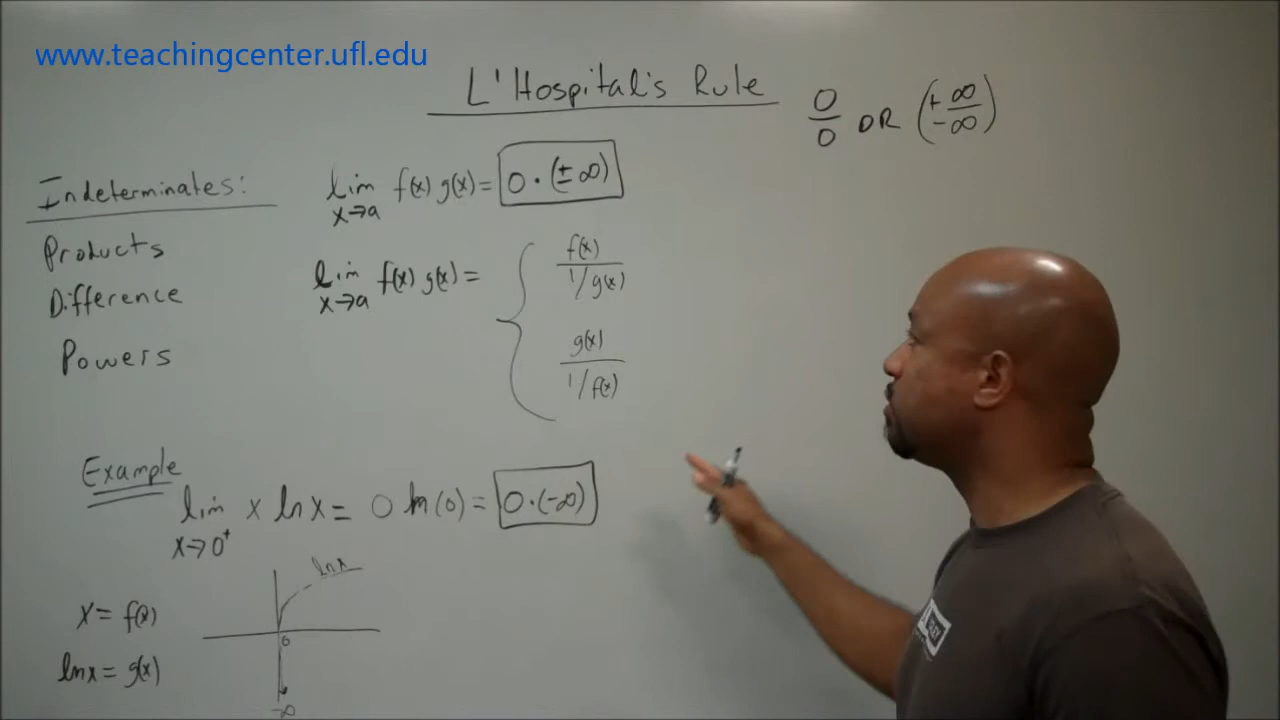 www.teachingcenter.ufl.edu
L'Hospital's Rule
0/0 OR (+∞/-∞)
Indeterminates:
Products
Difference
Powers
lim x→a f(x) g(x) = 0 · (± ∞)
lim x→a f(x) g(x) = {
f(x) / 1/g(x)
g(x) / 1/f(x)
Example
lim x→0⁺ x ln x = 0 ln(0) = 0 · (-∞)
x = f(x)
ln x = g(x)
ln x
0
-∞